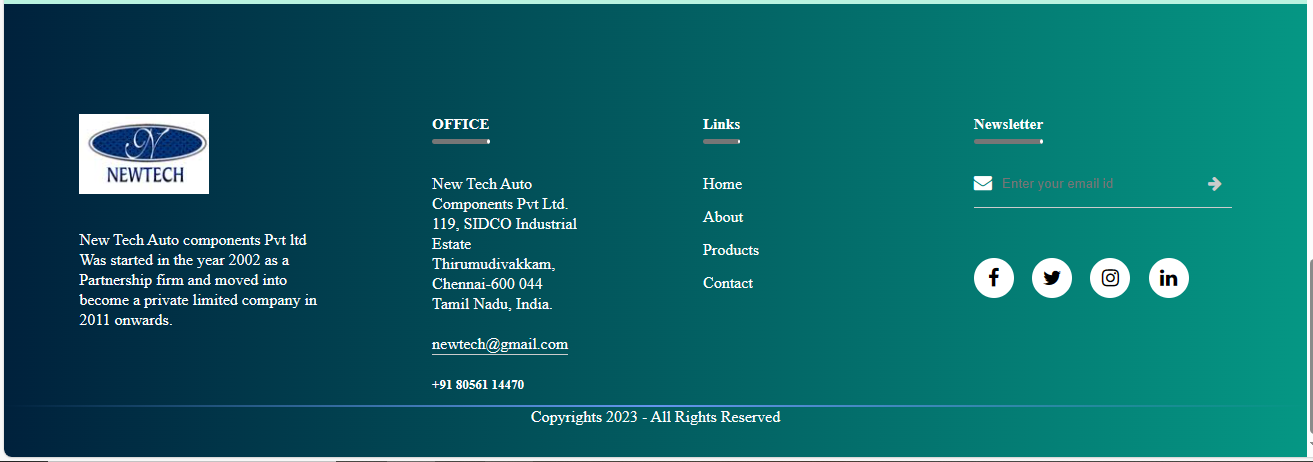 N
NEWTECH
New Tech Auto components Pvt ltd
Was started in the year 2002 as a
Partnership firm and moved into
become a private limited company in
2011 onwards.
OFFICE
New Tech Auto
Components Pvt Ltd.
119, SIDCO Industrial
Estate
Thirumudivakkam,
Chennai-600 044
Tamil Nadu, India.
newtech@gmail.com
+91 80561 14470
Links
Home
About
Products
Contact
Newsletter
Enter your email id
Copyrights 2023 - All Rights Reserved